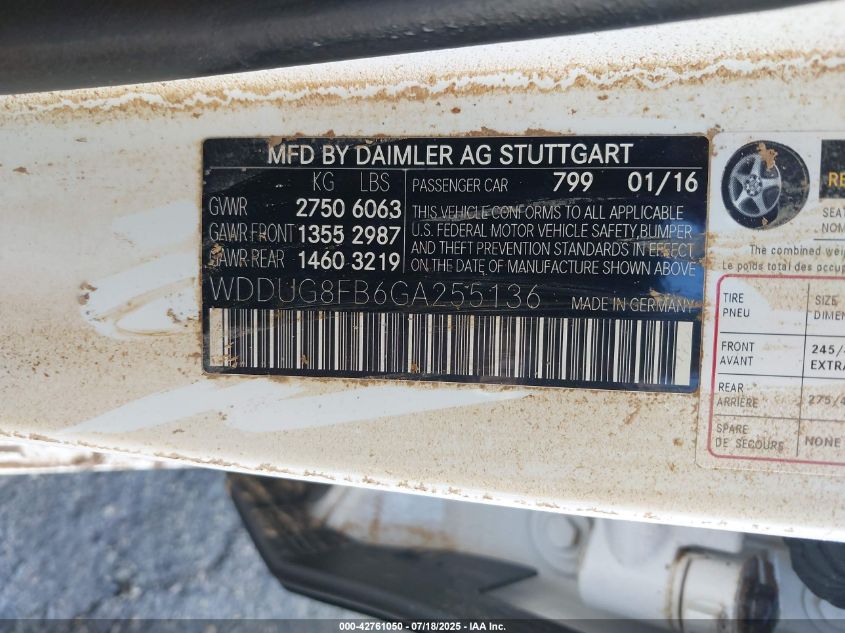 MFD BY DAIMLER AG STUTTGART
KG LBS
GVWR 2750 6063
GAWR FRONT 1355 2987
GAWR REAR 1460 3219
PASSENGER CAR 799 01/16
THIS VEHICLE CONFORMS TO ALL APPLICABLE
U.S. FEDERAL MOTOR VEHICLE SAFETY, BUMPER
AND THEFT PREVENTION STANDARDS IN EFFECT
ON THE DATE OF MANUFACTURE SHOWN ABOVE
WDDUG8FB6GA255136
MADE IN GERMANY
The combined
Le poids total des
TIRE
PNEU
SIZE
FRONT
AVANT
245/
REAR
ARRIÈRE
275/
SPARE
DE SECOURS
NONE
000-42761050 - 07/18/2025 - IAA Inc.